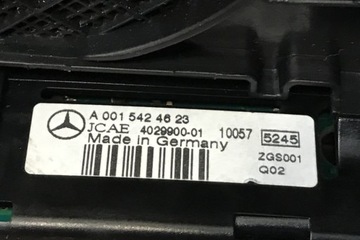 A 001 542 46 23
JCAE 4029900-01 10057 5245
Made in Germany ZGS001
Q02